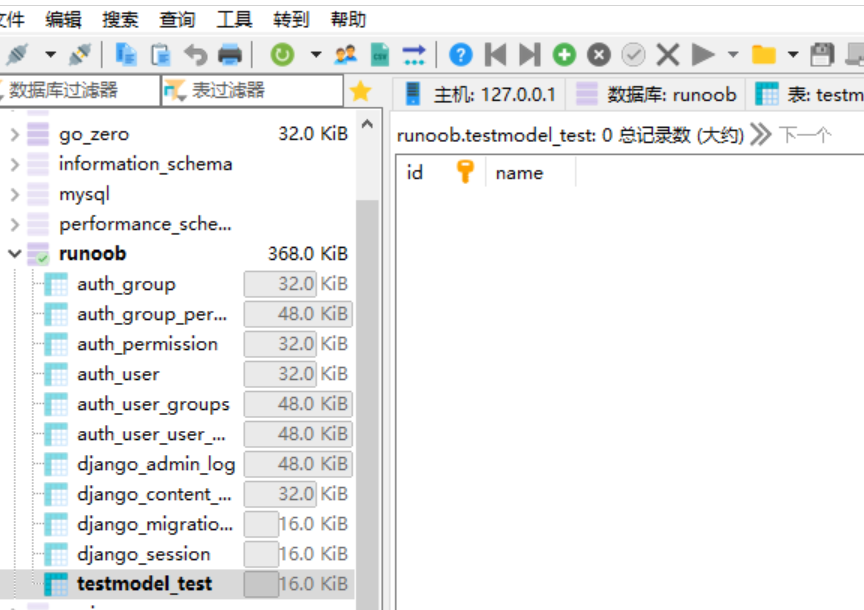 文件 编辑 搜索 查询 工具 转到 帮助
数据库过滤器 表过滤器
主机: 127.0.0.1 数据库: runoob 表: testm
go_zero 32.0 KiB
runoob.testmodel_test: 0 总记录数 (大约) 下一个
information_schema
id name
mysql
performance_sche...
runoob 368.0 KiB
auth_group 32.0 KiB
auth_group_per... 48.0 KiB
auth_permission 32.0 KiB
auth_user 32.0 KiB
auth_user_groups 48.0 KiB
auth_user_user_... 48.0 KiB
django_admin_log 48.0 KiB
django_content_... 32.0 KiB
django_migratio... 16.0 KiB
django_session 16.0 KiB
testmodel_test 16.0 KiB